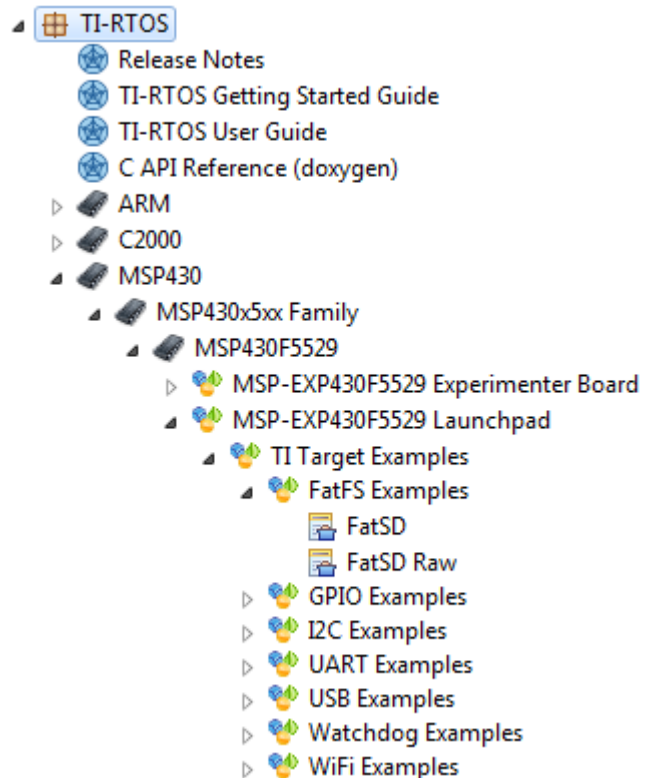 TI-RTOS
Release Notes
TI-RTOS Getting Started Guide
TI-RTOS User Guide
C API Reference (doxygen)
ARM
C2000
MSP430
MSP430x5xx Family
MSP430F5529
MSP-EXP430F5529 Experimenter Board
MSP-EXP430F5529 Launchpad
TI Target Examples
FatFS Examples
FatSD
FatSD Raw
GPIO Examples
I2C Examples
UART Examples
USB Examples
Watchdog Examples
WiFi Examples